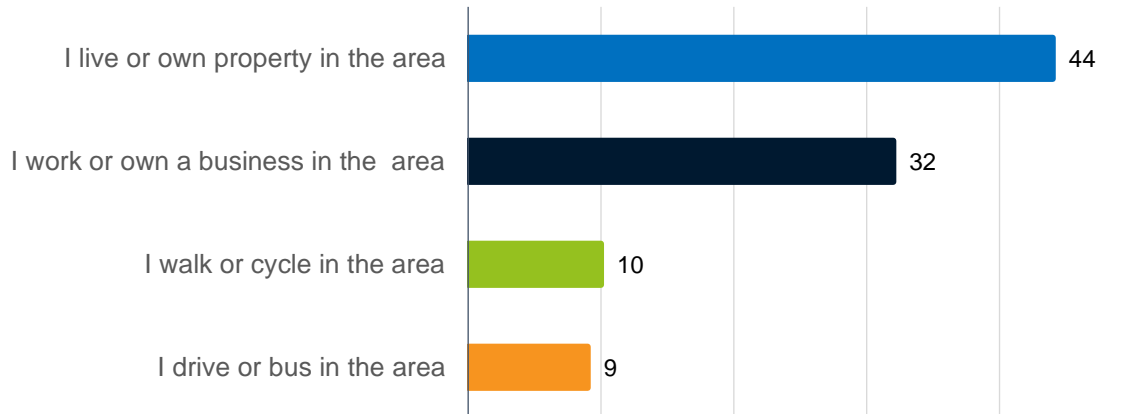 I live or own property in the area 44
I work or own a business in the  area 32
I walk or cycle in the area 10
I drive or bus in the area 9